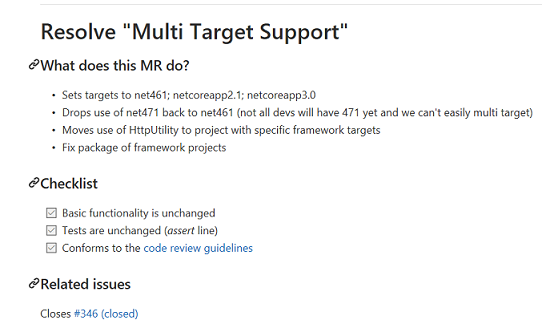 Resolve "Multi Target Support"
What does this MR do?
Sets targets to net461; netcoreapp2.1; netcoreapp3.0
Drops use of net471 back to net461 (not all devs will have 471 yet and we can't easily multi target)
Moves use of HttpUtility to project with specific framework targets
Fix package of framework projects
Checklist
Basic functionality is unchanged
Tests are unchanged (assert line)
Conforms to the code review guidelines
Related issues
Closes #346 (closed)